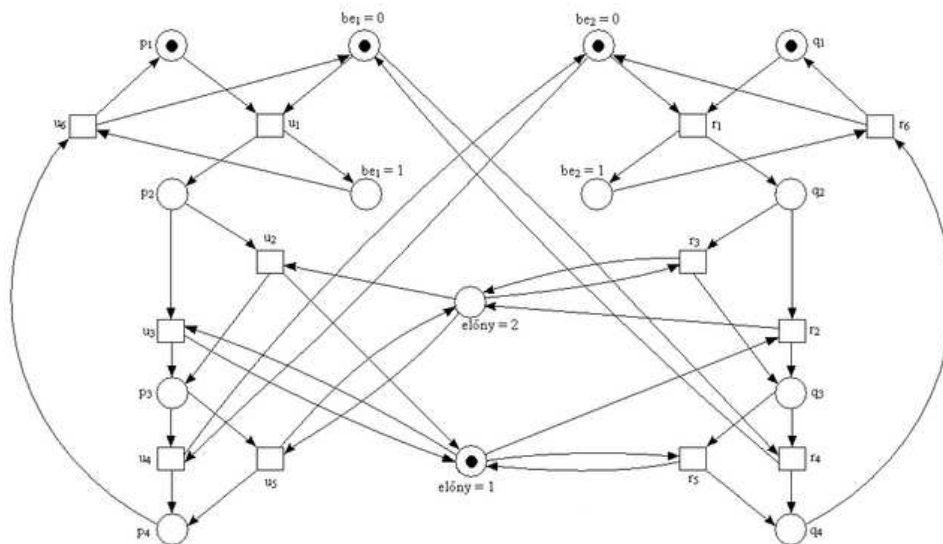 be₁ = 0
be₂ = 0
p₁
q₁
u₆
u₁
r₁
r₆
be₁ = 1
be₂ = 1
p₂
q₂
u₂
r₃
előny = 2
u₃
r₂
p₃
q₃
u₄
u₅
r₅
r₄
előny = 1
p₄
q₄